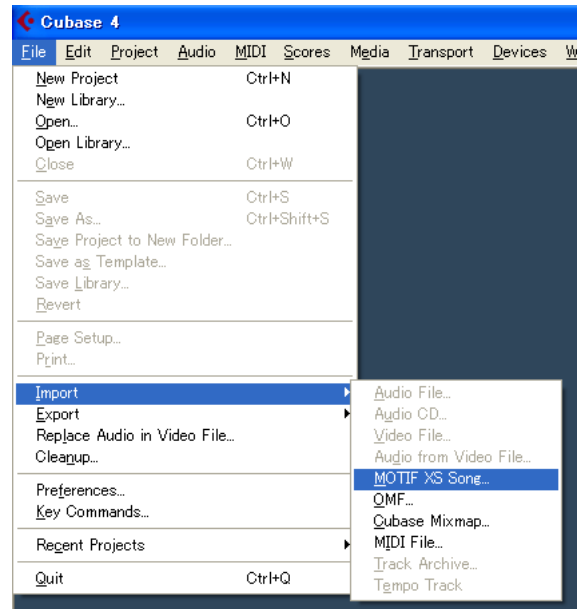 Cubase 4
File Edit Project Audio MIDI Scores Media Transport Devices W
New Project Ctrl+N
New Library...
Open... Ctrl+O
Open Library...
Close Ctrl+W
Save Ctrl+S
Save As... Ctrl+Shift+S
Save Project to New Folder...
Save as Template...
Save Library...
Revert
Page Setup...
Print...
Import
Export
Replace Audio in Video File...
Cleanup...
Preferences...
Key Commands...
Recent Projects
Quit Ctrl+Q
Audio File...
Audio CD...
Video File...
Audio from Video File...
MOTIF XS Song...
OMF...
Cubase Mixmap...
MIDI File...
Track Archive...
Tempo Track